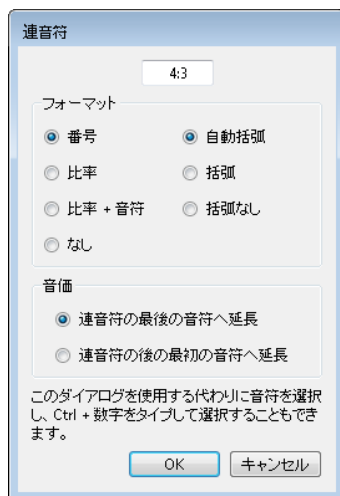 連音符
4:3
フォーマット
番号 自動括弧
比率 括弧
比率 + 音符 括弧なし
なし
音価
連音符の最後の音符へ延長
連音符の後の最初の音符へ延長
このダイアログを使用する代わりに音符を選択
し、Ctrl + 数字をタイプして選択することもでき
ます。
OK キャンセル